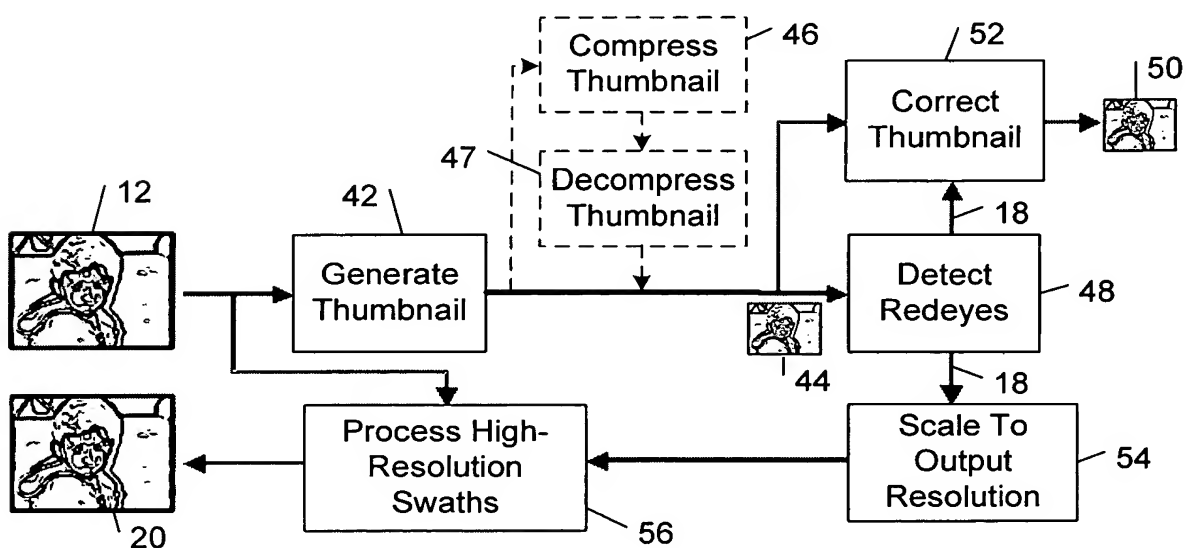 Compress
Thumbnail
46
52
50
Correct
Thumbnail
47
Decompress
Thumbnail
12
42
18
Generate
Thumbnail
Detect
Redeyes
48
44
18
Process High-
Resolution
Swaths
Scale To
Output
Resolution
54
20
56